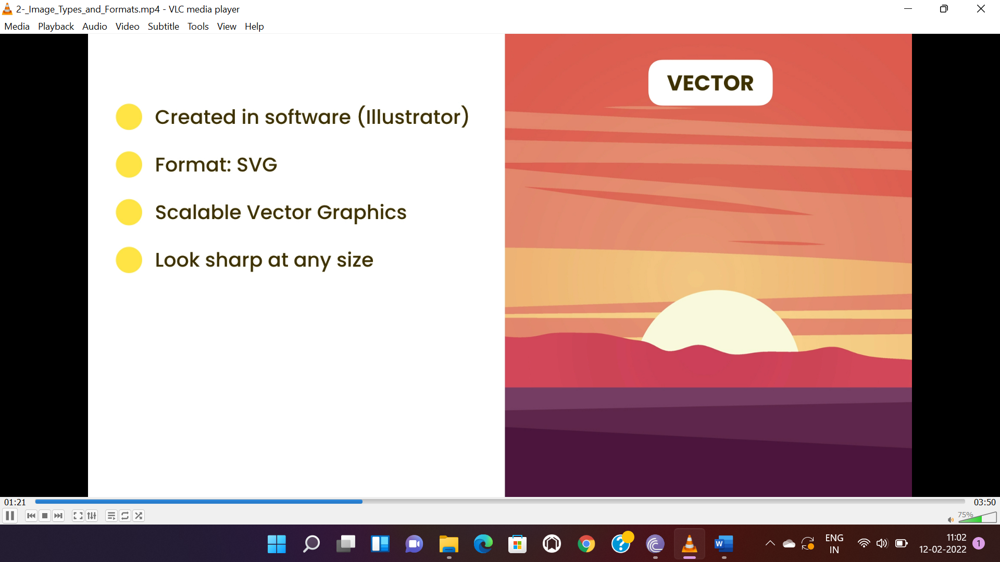 2-_Image_Types_and_Formats.mp4 - VLC media player
Media Playback Audio Video Subtitle Tools View Help
VECTOR
Created in software (Illustrator)
Format: SVG
Scalable Vector Graphics
Look sharp at any size
01:21
03:50
75%
W
ENG
IN
11:02
12-02-2022
1